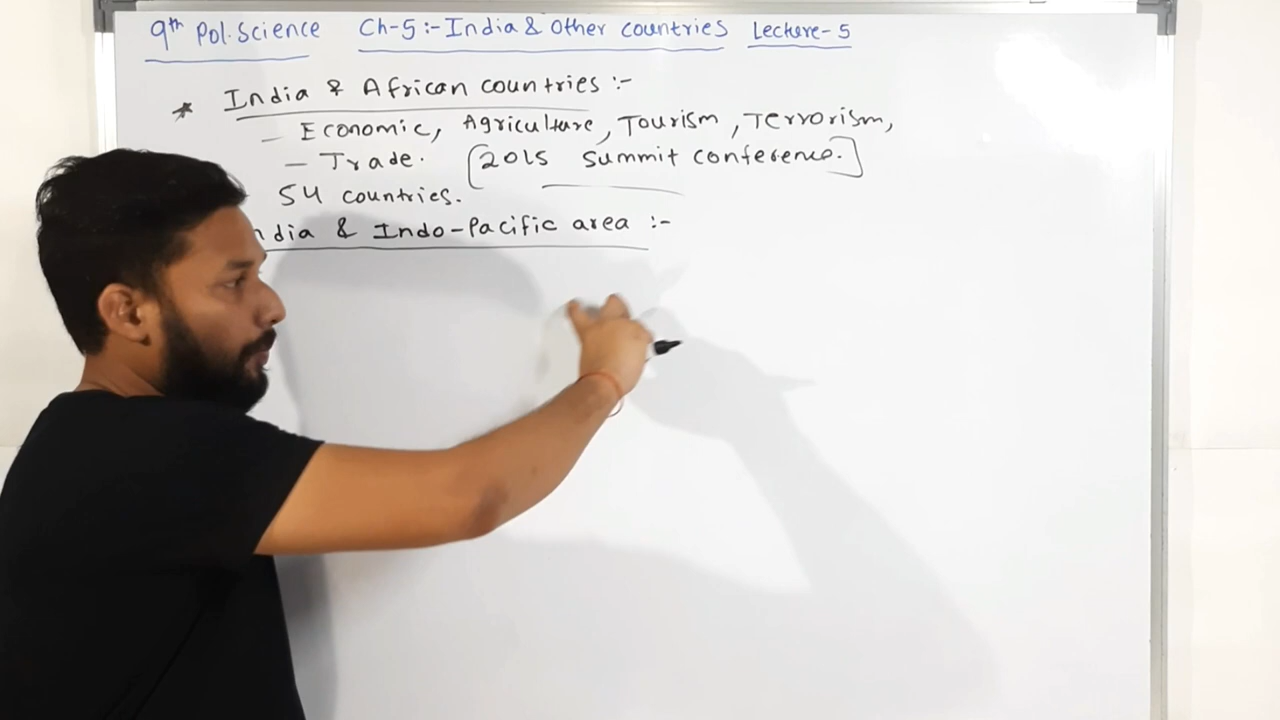 9th Pol. Science Ch-5:- India & Other countries Lecture-5
* India & African countries :-
– Economic, Agriculture, Tourism, Terrorism,
– Trade. [2015 Summit conference.]
54 countries.
ndia & Indo-Pacific area :-